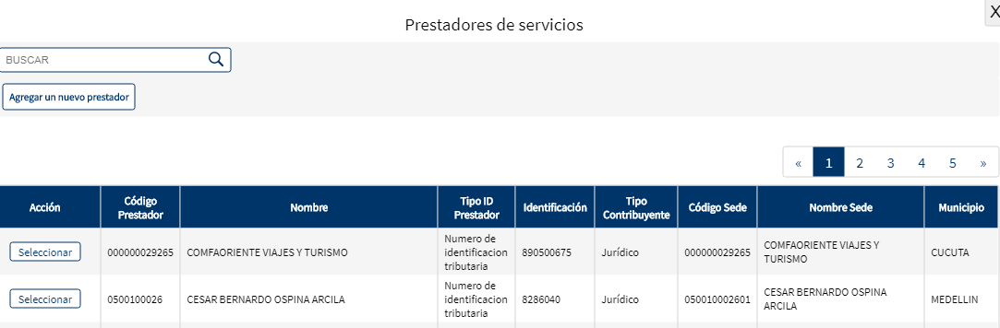 X
Prestadores de servicios
BUSCAR
Agregar un nuevo prestador
« 1 2 3 4 5 »
Acción Código Prestador Nombre Tipo ID Prestador Identificación Tipo Contribuyente Código Sede Nombre Sede Municipio
Seleccionar 000000029265 COMFAORIENTE VIAJES Y TURISMO Numero de identificacion tributaria 890500675 Jurídico 000000029265 COMFAORIENTE VIAJES Y TURISMO CUCUTA
Seleccionar 0500100026 CESAR BERNARDO OSPINA ARCILA Numero de identificacion tributaria 8286040 Jurídico 050010002601 CESAR BERNARDO OSPINA ARCILA MEDELLIN